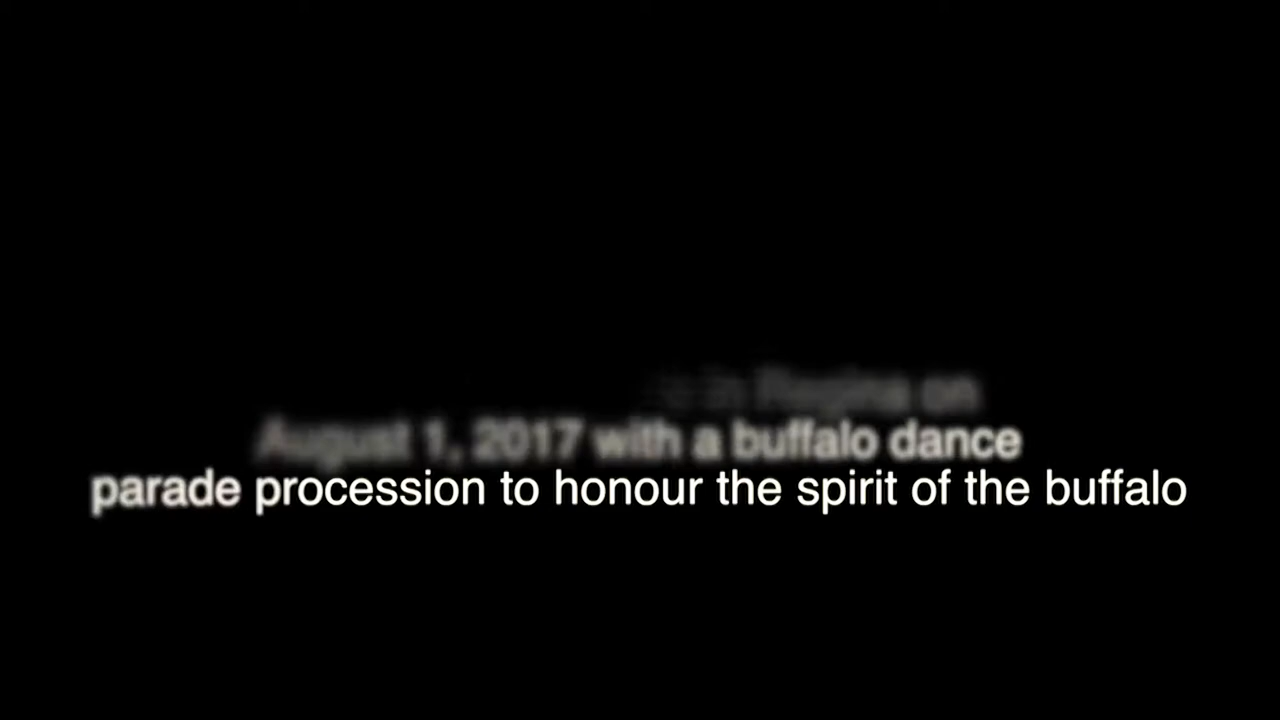 in Regina on
August 1, 2017 with a buffalo dance
parade procession to honour the spirit of the buffalo